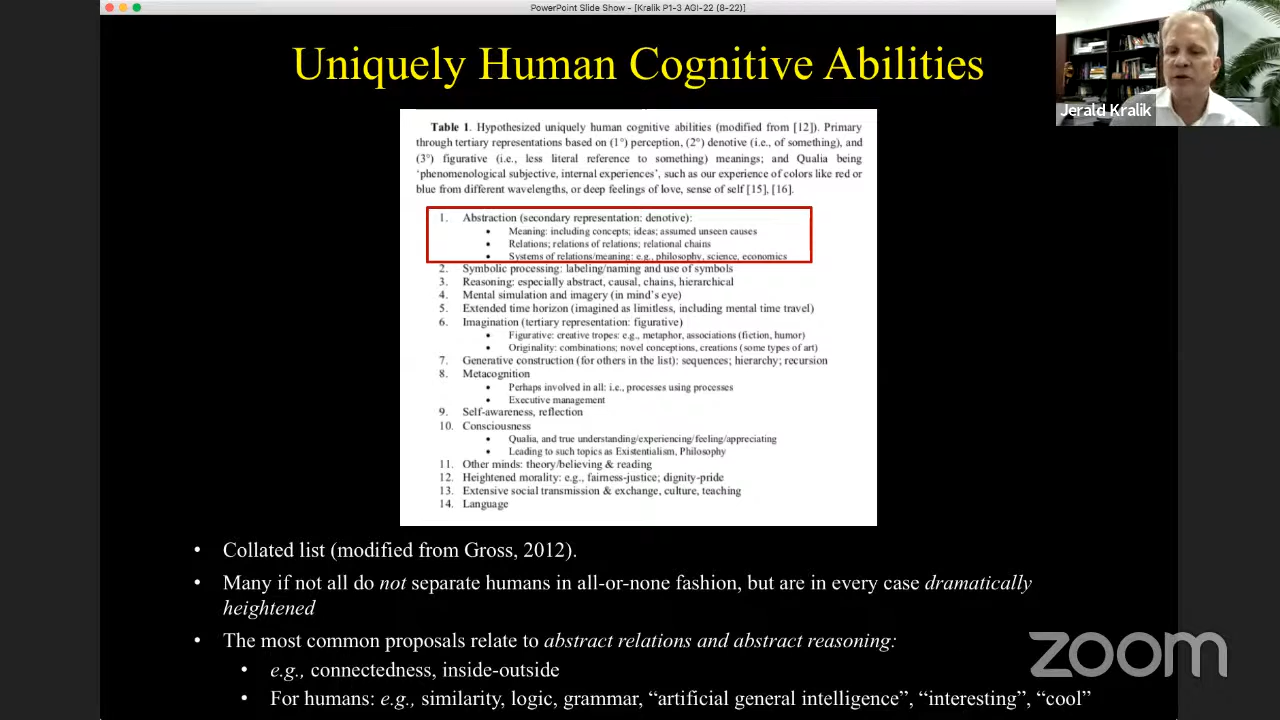 PowerPoint Slide Show - [Kralik P1-3 AGI-22 (8-22)]
Uniquely Human Cognitive Abilities
Jerald Kralik
Table 1. Hypothesized uniquely human cognitive abilities (modified from [12]). Primary
through tertiary representations based on (1°) perception, (2°) denotive (i.e., of something), and
(3°) figurative (i.e., less literal reference to something) meanings; and Qualia being
‘phenomenological subjective, internal experiences’, such as our experience of colors like red or
blue from different wavelengths, or deep feelings of love, sense of self [15], [16].
1. Abstraction (secondary representation: denotive):
• Meaning: including concepts; ideas; assumed unseen causes
• Relations; relations of relations; relational chains
• Systems of relations/meaning: e.g., philosophy, science, economics
2. Symbolic processing: labeling/naming and use of symbols
3. Reasoning: especially abstract, causal, chains, hierarchical
4. Mental simulation and imagery (in mind’s eye)
5. Extended time horizon (imagined as limitless, including mental time travel)
6. Imagination (tertiary representation: figurative)
• Figurative: creative tropes: e.g., metaphor, associations (fiction, humor)
• Originality: combinations; novel conceptions, creations (some types of art)
7. Generative construction (for others in the list): sequences; hierarchy; recursion
8. Metacognition
• Perhaps involved in all: i.e., processes using processes
• Executive management
9. Self-awareness, reflection
10. Consciousness
• Qualia, and true understanding/experiencing/feeling/appreciating
• Leading to such topics as Existentialism, Philosophy
11. Other minds: theory/believing & reading
12. Heightened morality: e.g., fairness-justice; dignity-pride
13. Extensive social transmission & exchange, culture, teaching
14. Language
• Collated list (modified from Gross, 2012).
• Many if not all do not separate humans in all-or-none fashion, but are in every case dramatically
heightened
• The most common proposals relate to abstract relations and abstract reasoning:
• e.g., connectedness, inside-outside
• For humans: e.g., similarity, logic, grammar, “artificial general intelligence”, “interesting”, “cool”
zoom